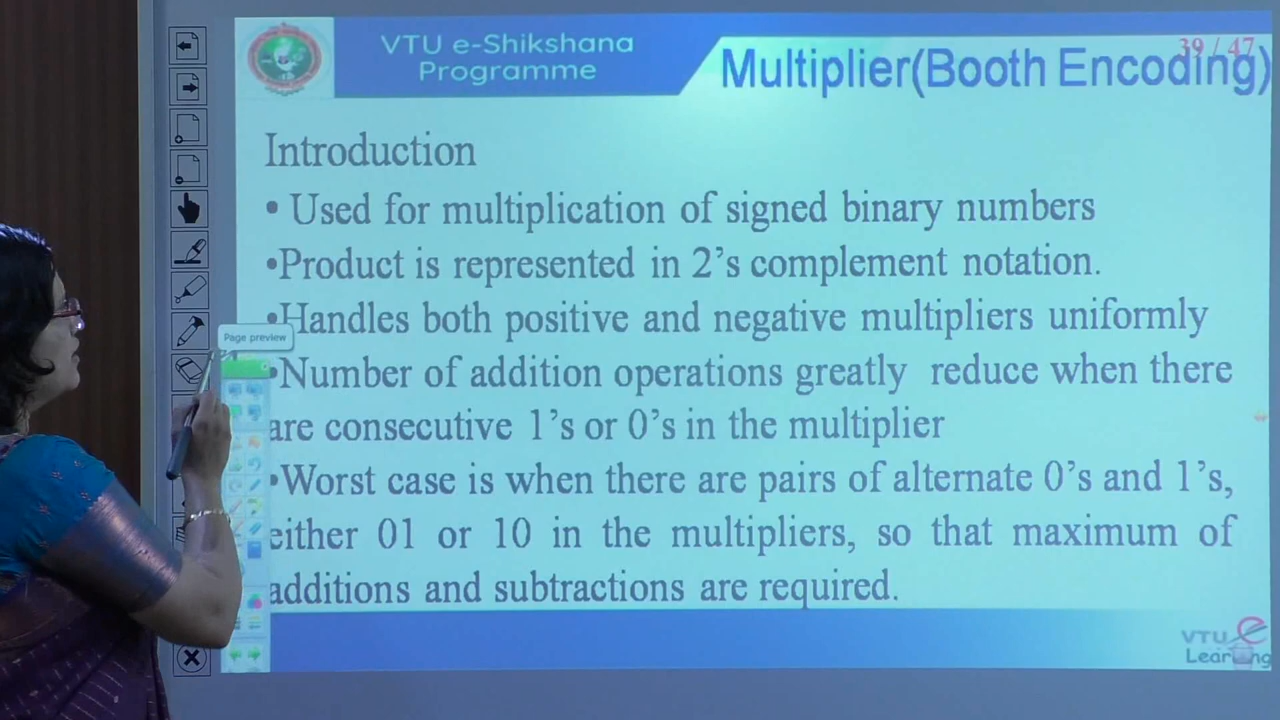 VTU e-Shikshana
Programme
39 / 47
Multiplier(Booth Encoding)
Introduction
• Used for multiplication of signed binary numbers
•Product is represented in 2's complement notation.
•Handles both positive and negative multipliers uniformly
Page preview
•Number of addition operations greatly reduce when there
are consecutive 1's or 0's in the multiplier
•Worst case is when there are pairs of alternate 0's and 1's,
either 01 or 10 in the multipliers, so that maximum of
additions and subtractions are required.
VTU e
Learning